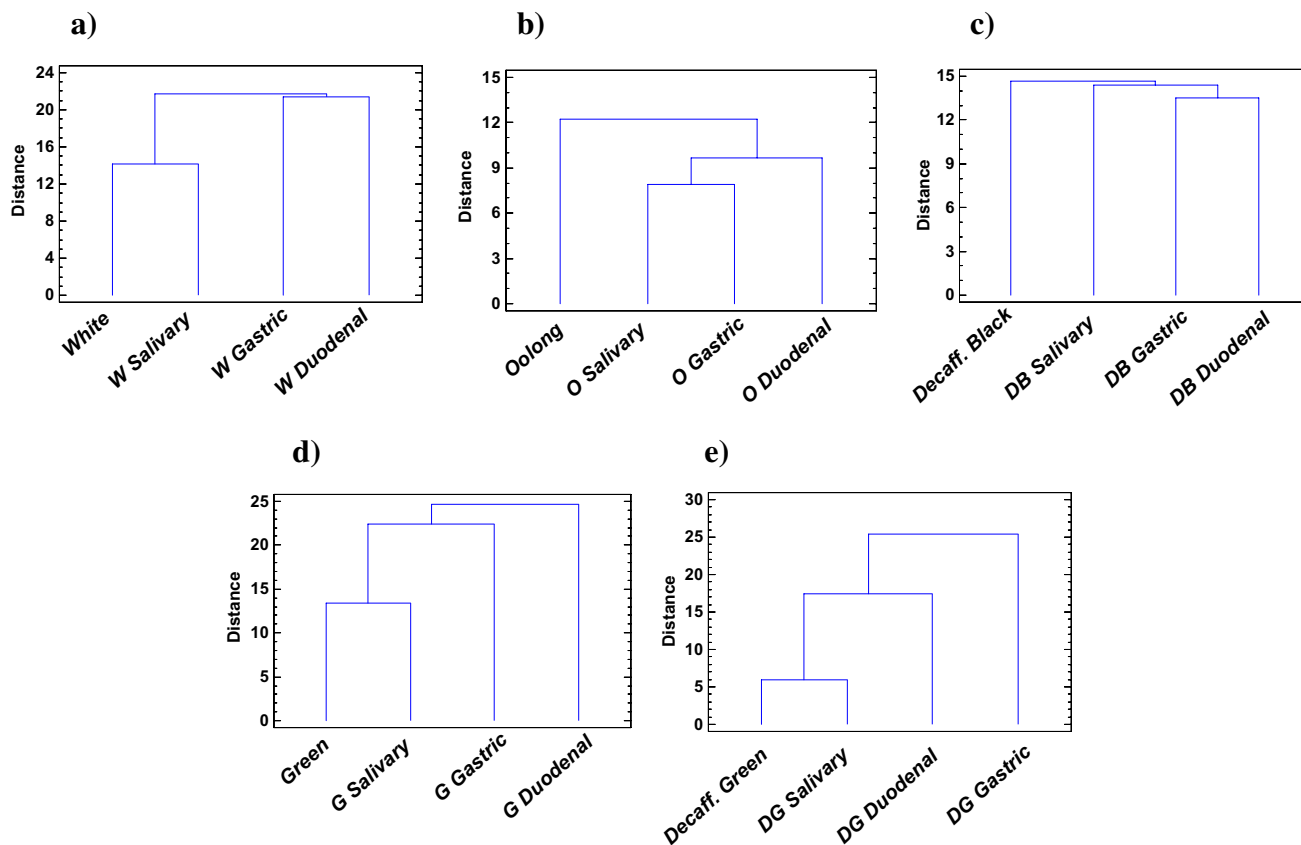 a)
24
20
16
12
8
4
0
Distance
White
W Salivary
W Gastric
W Duodenal
b)
15
12
9
6
3
0
Distance
Oolong
O Salivary
O Gastric
O Duodenal
c)
15
12
9
6
3
0
Distance
Decaff. Black
DB Salivary
DB Gastric
DB Duodenal
d)
25
20
15
10
5
0
Distance
Green
G Salivary
G Gastric
G Duodenal
e)
30
25
20
15
10
5
0
Distance
Decaff. Green
DG Salivary
DG Duodenal
DG Gastric